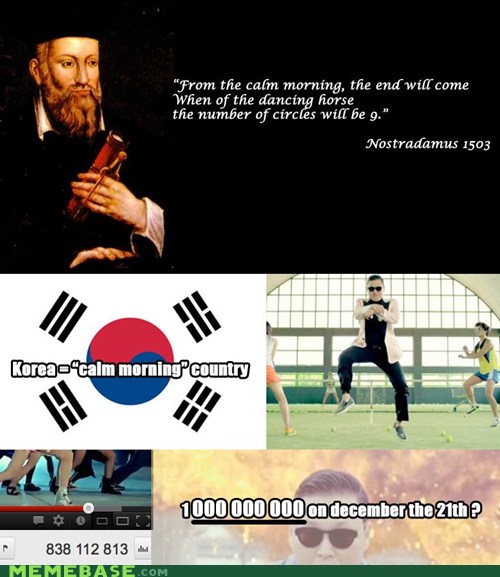 “From the calm morning, the end will come
When of the dancing horse
the number of circles will be 9.”
Nostradamus 1503
Korea = “calm morning” country
1 000 000 000 on december the 21th ?
838 112 813
MEMEBASE.com